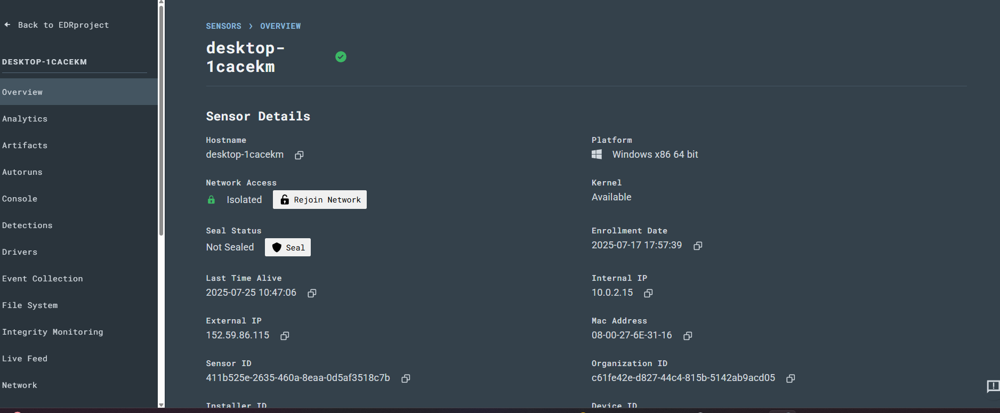 Back to EDRproject
DESKTOP-1CACEKM
Overview
Analytics
Artifacts
Autoruns
Console
Detections
Drivers
Event Collection
File System
Integrity Monitoring
Live Feed
Network
SENSORS > OVERVIEW
desktop-
1cacekm
Sensor Details
Hostname
desktop-1cacekm
Platform
Windows x86 64 bit
Network Access
Isolated Rejoin Network
Kernel
Available
Seal Status
Not Sealed Seal
Enrollment Date
2025-07-17 17:57:39
Last Time Alive
2025-07-25 10:47:06
Internal IP
10.0.2.15
External IP
152.59.86.115
Mac Address
08-00-27-6E-31-16
Sensor ID
411b525e-2635-460a-8eaa-0d5af3518c7b
Organization ID
c61fe42e-d827-44c4-815b-5142ab9acd05
Installer ID
Device ID